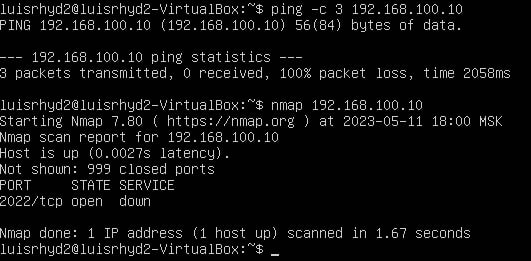 luisrhyd2@luisrhyd2-VirtualBox:~$ ping -c 3 192.168.100.10
PING 192.168.100.10 (192.168.100.10) 56(84) bytes of data.
--- 192.168.100.10 ping statistics ---
3 packets transmitted, 0 received, 100% packet loss, time 2058ms
luisrhyd2@luisrhyd2-VirtualBox:~$ nmap 192.168.100.10
Starting Nmap 7.80 ( https://nmap.org ) at 2023-05-11 18:00 MSK
Nmap scan report for 192.168.100.10
Host is up (0.0027s latency).
Not shown: 999 closed ports
PORT     STATE SERVICE
2022/tcp open  down
Nmap done: 1 IP address (1 host up) scanned in 1.67 seconds
luisrhyd2@luisrhyd2-VirtualBox:~$ _